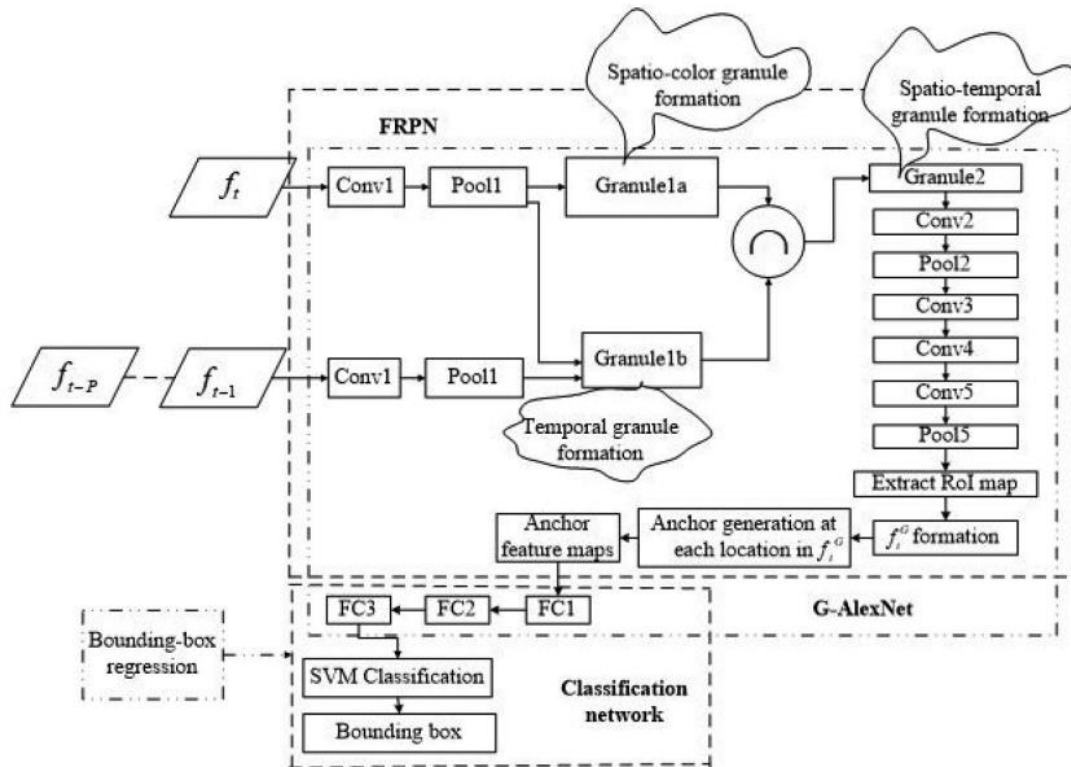 Spatio-color granule
formation
Spatio-temporal
granule formation
FRPN
f_t
Conv1
Pool1
Granule1a
∩
Granule2
Conv2
Pool2
Conv3
Conv4
Conv5
Pool5
Extract RoI map
f_t^G formation
f_{t-P}
f_{t-1}
Conv1
Pool1
Granule1b
Temporal granule
formation
Anchor generation at
each location in f_t^G
Anchor
feature maps
FC3
FC2
FC1
G-AlexNet
Bounding-box
regression
SVM Classification
Bounding box
Classification
network